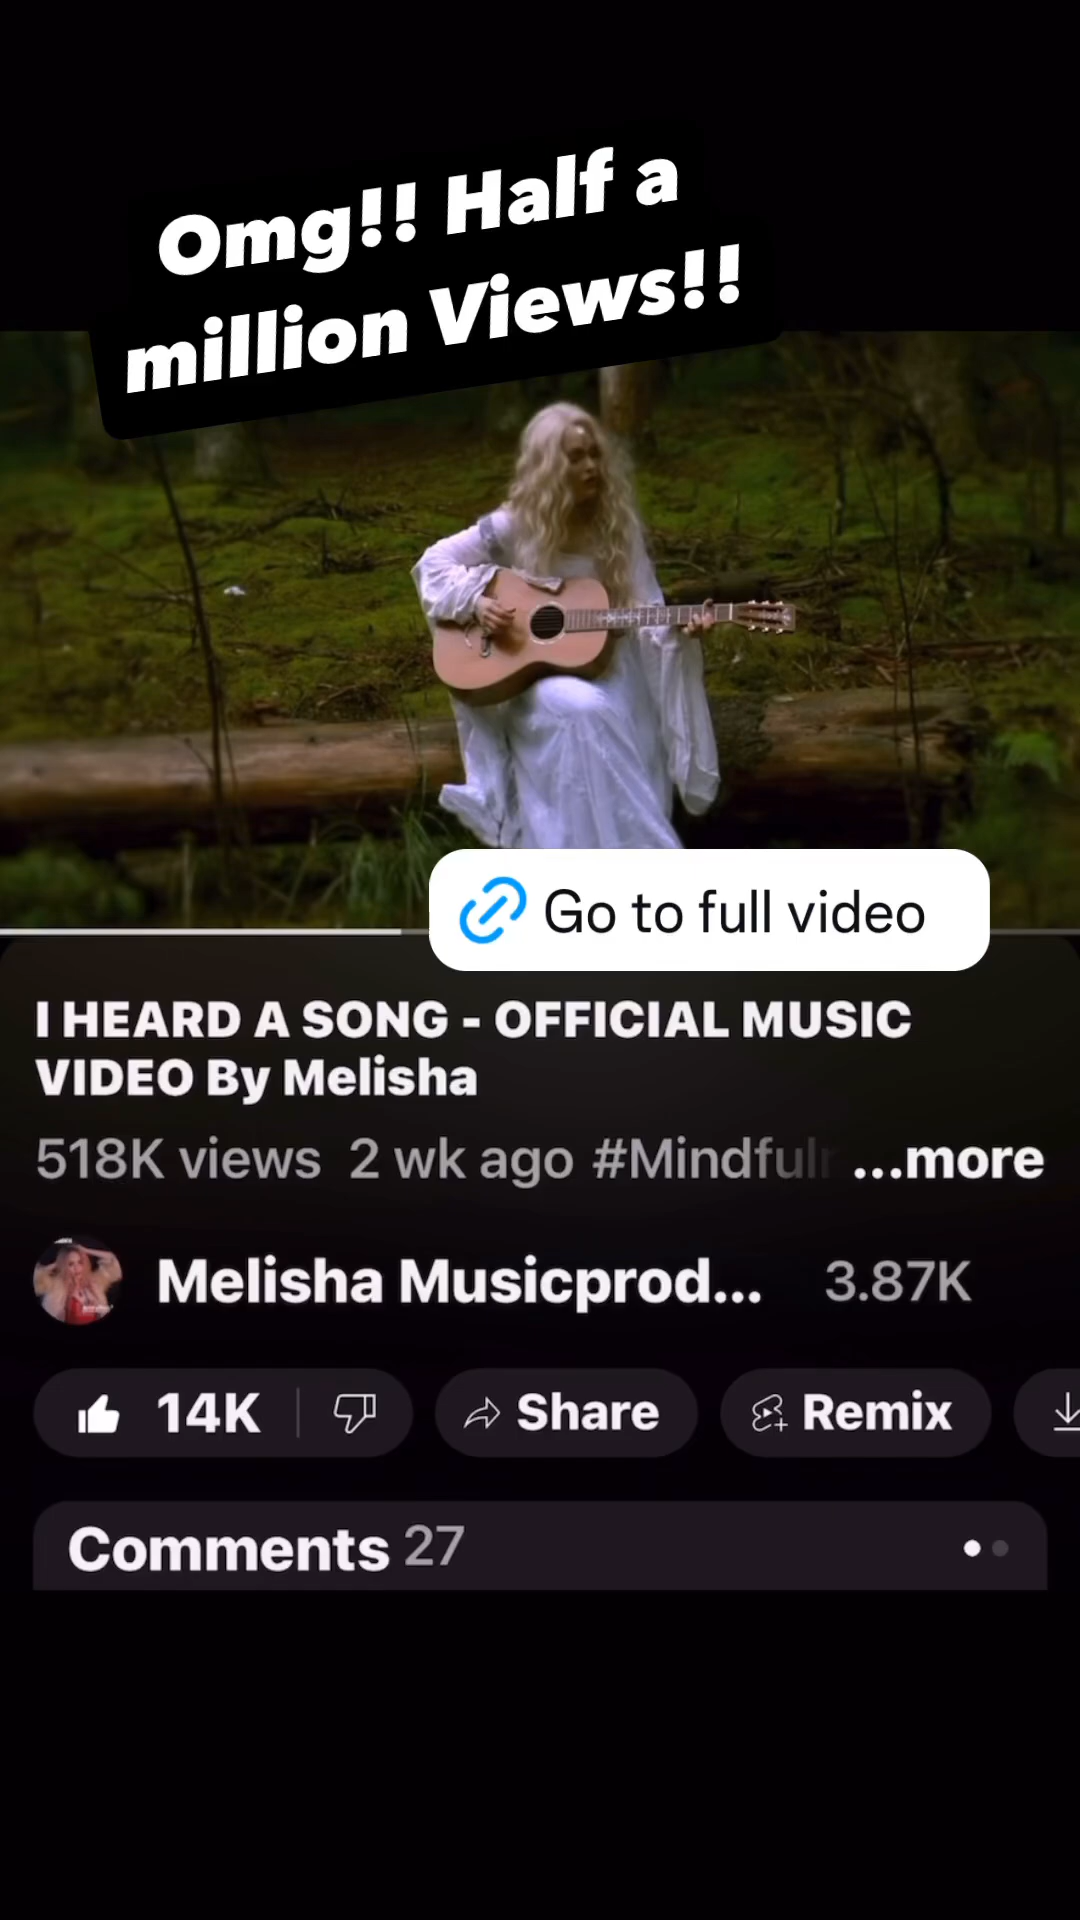 Omg!! Half a
million Views!!
Go to full video
I HEARD A SONG - OFFICIAL MUSIC
VIDEO By Melisha
518K views 2 wk ago #Mindfuln ...more
Melisha Musicprod... 3.87K
14K Share Remix
Comments 27